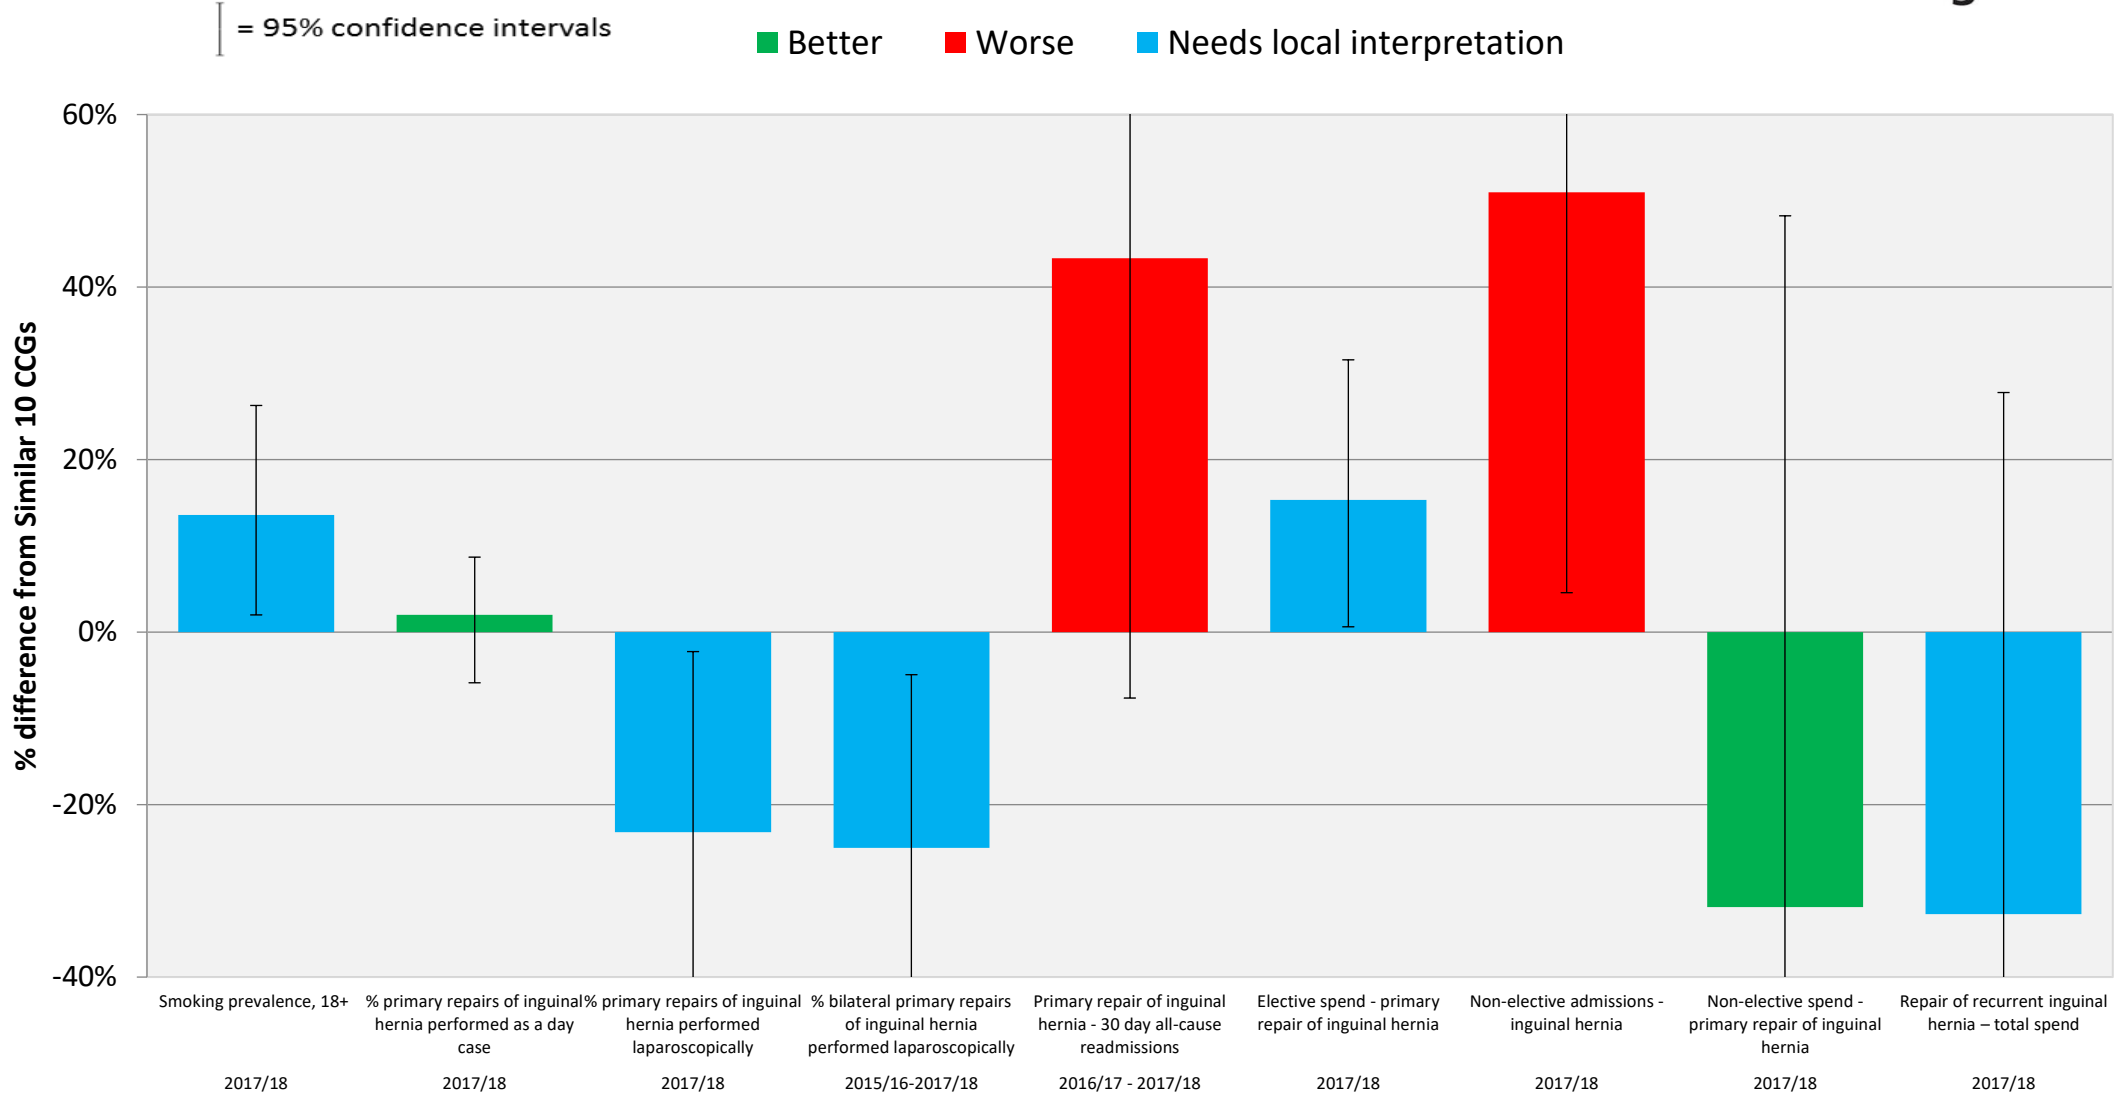 = 95% confidence intervals
Better Worse Needs local interpretation
% difference from Similar 10 CCGs
60%
40%
20%
0%
-20%
-40%
Smoking prevalence, 18+
2017/18
% primary repairs of inguinal
hernia performed as a day
case
2017/18
% primary repairs of inguinal
hernia performed
laparoscopically
2017/18
% bilateral primary repairs
of inguinal hernia
performed laparoscopically
2015/16-2017/18
Primary repair of inguinal
hernia - 30 day all-cause
readmissions
2016/17 - 2017/18
Elective spend - primary
repair of inguinal hernia
2017/18
Non-elective admissions -
inguinal hernia
2017/18
Non-elective spend -
primary repair of inguinal
hernia
2017/18
Repair of recurrent inguinal
hernia – total spend
2017/18